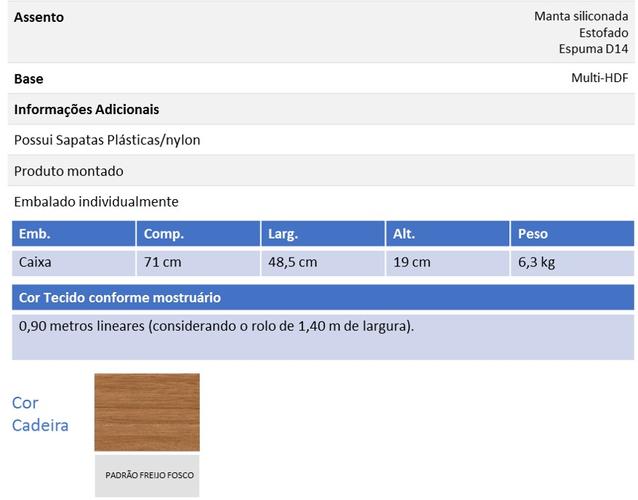 Assento
Manta siliconada
Estofado
Espuma D14
Base
Multi-HDF
Informações Adicionais
Possui Sapatas Plásticas/nylon
Produto montado
Embalado individualmente
Emb. Comp. Larg. Alt. Peso
Caixa 71 cm 48,5 cm 19 cm 6,3 kg
Cor Tecido conforme mostruário
0,90 metros lineares (considerando o rolo de 1,40 m de largura).
Cor
Cadeira
PADRÃO FREIJO FOSCO